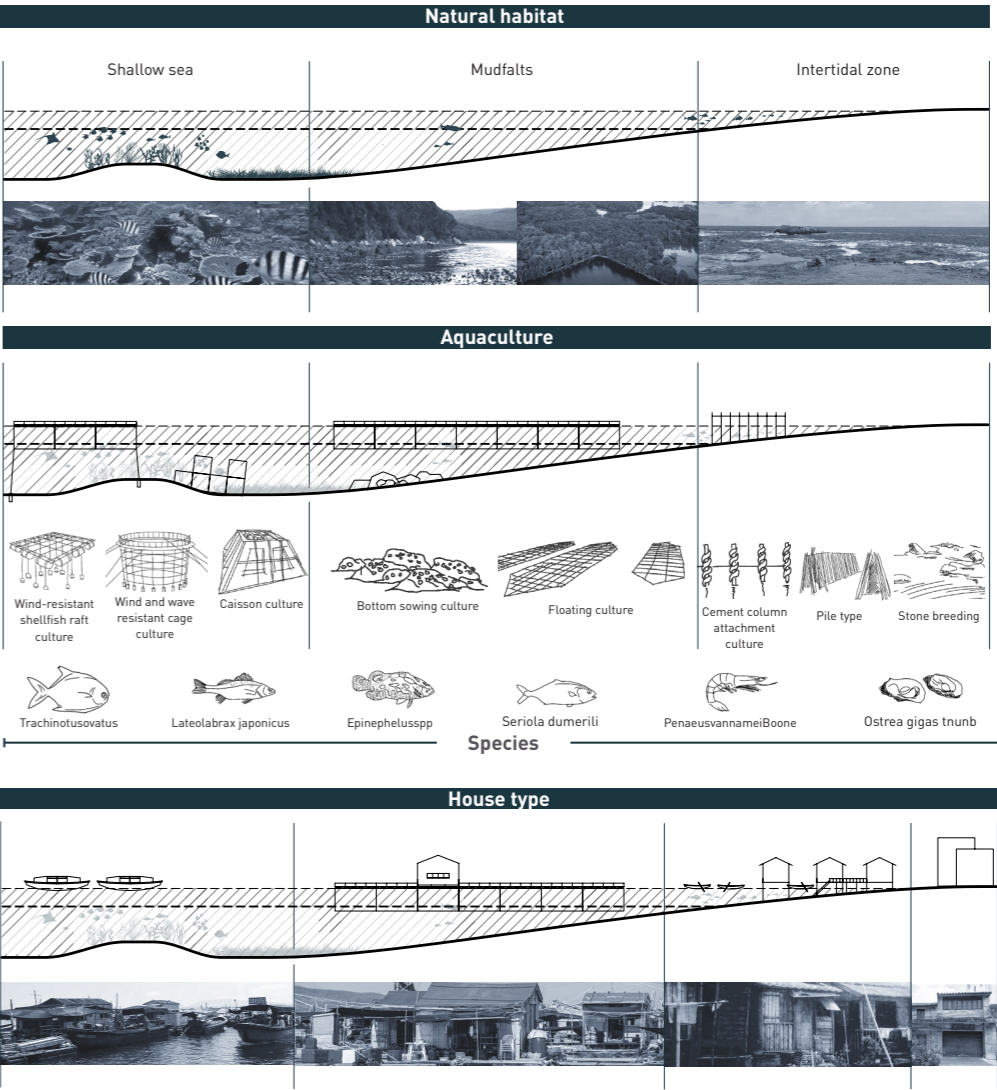 Natural habitat
Shallow sea
Mudfalts
Intertidal zone
Aquaculture
Wind-resistant
shellfish raft
culture
Wind and wave
resistant cage
culture
Caisson culture
Bottom sowing culture
Floating culture
Cement column
attachment
culture
Pile type
Stone breeding
Trachinotusovatus
Lateolabrax japonicus
Epinephelusspp
Seriola dumerili
PenaeusvannameiBoone
Ostrea gigas tnunb
Species
House type